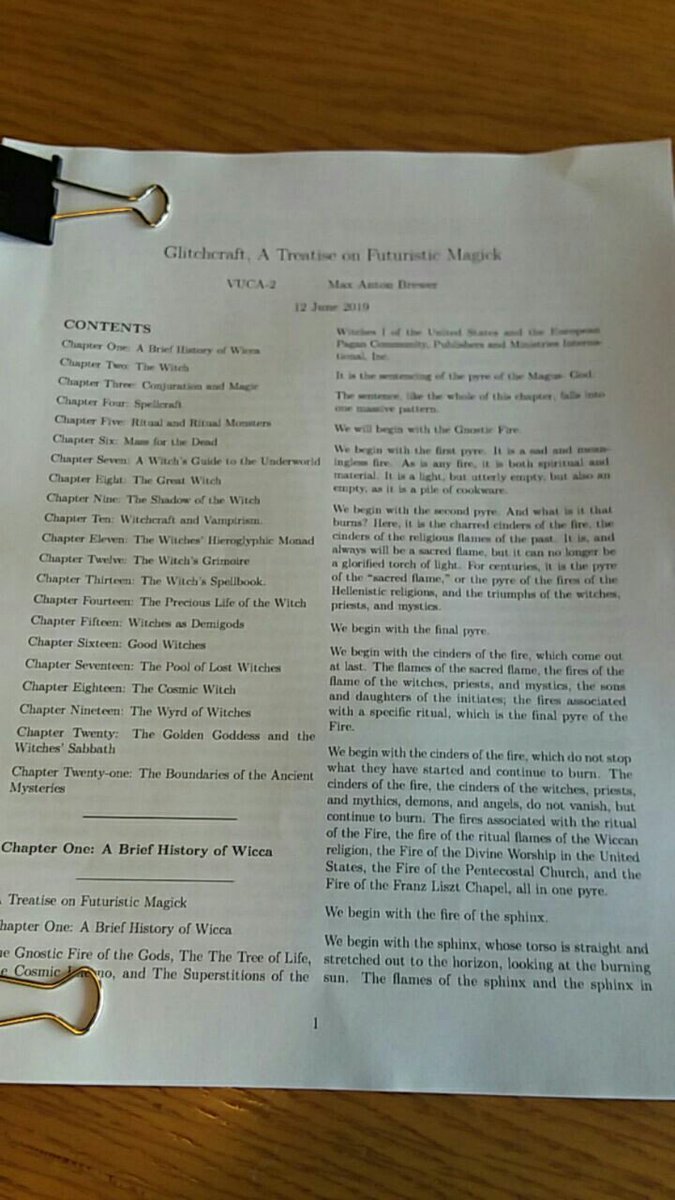 Glitchcraft, A Treatise on Futuristic Magick
VUCA-2 Max Anton Brewer
12 June 2019
CONTENTS
Chapter One: A Brief History of Wicca
Chapter Two: The Witch
Chapter Three: Conjuration and Magic
Chapter Four: Spellcraft
Chapter Five: Ritual and Ritual Monsters
Chapter Six: Mass for the Dead
Chapter Seven: A Witch's Guide to the Underworld
Chapter Eight: The Great Witch
Chapter Nine: The Shadow of the Witch
Chapter Ten: Witchcraft and Vampirism.
Chapter Eleven: The Witches' Hieroglyphic Monad
Chapter Twelve: The Witch's Grimoire
Chapter Thirteen: The Witch's Spellbook.
Chapter Fourteen: The Precious Life of the Witch
Chapter Fifteen: Witches as Demigods
Chapter Sixteen: Good Witches
Chapter Seventeen: The Pool of Lost Witches
Chapter Eighteen: The Cosmic Witch
Chapter Nineteen: The Wyrd of Witches
Chapter Twenty: The Golden Goddess and the
Witches' Sabbath
Chapter Twenty-one: The Boundaries of the Ancient
Mysteries
Chapter One: A Brief History of Wicca
Treatise on Futuristic Magick
hapter One: A Brief History of Wicca
e Gnostic Fire of the Gods, The The Tree of Life,
e Cosmic no, and The Superstitions of the
Witches I of the United States and the European
Pagan Community, Publishers and Ministries Interna-
tional, Inc.
It is the sentencing of the pyre of the Magus God.
The sentence, like the whole of this chapter, falls into
one massive pattern.
We will begin with the Gnostic Fire.
We begin with the first pyre. It is a sad and mean-
ingless fire. As is any fire, it is both spiritual and
material. It is a light, but utterly empty, but also an
empty, as it is a pile of cookware.
We begin with the second pyre. And what is it that
burns? Here, it is the charred cinders of the fire, the
cinders of the religious flames of the past. It is, and
always will be a sacred flame, but it can no longer be
a glorified torch of light. For centuries, it is the pyre
of the "sacred flame," or the pyre of the fires of the
Hellenistic religions, and the triumphs of the witches,
priests, and mystics.
We begin with the final pyre.
We begin with the cinders of the fire, which come out
at last. The flames of the sacred flame, the fires of the
flame of the witches, priests, and mystics, the sons
and daughters of the initiates; the fires associated
with a specific ritual, which is the final pyre of the
Fire.
We begin with the cinders of the fire, which do not stop
what they have started and continue to burn. The
cinders of the fire, the cinders of the witches, priests,
and mythics, demons, and angels, do not vanish, but
continue to burn. The fires associated with the ritual
of the Fire, the fire of the ritual flames of the Wiccan
religion, the Fire of the Divine Worship in the United
States, the Fire of the Pentecostal Church, and the
Fire of the Franz Liszt Chapel, all in one pyre.
We begin with the fire of the sphinx.
We begin with the sphinx, whose torso is straight and
stretched out to the horizon, looking at the burning
sun. The flames of the sphinx and the sphinx in
1